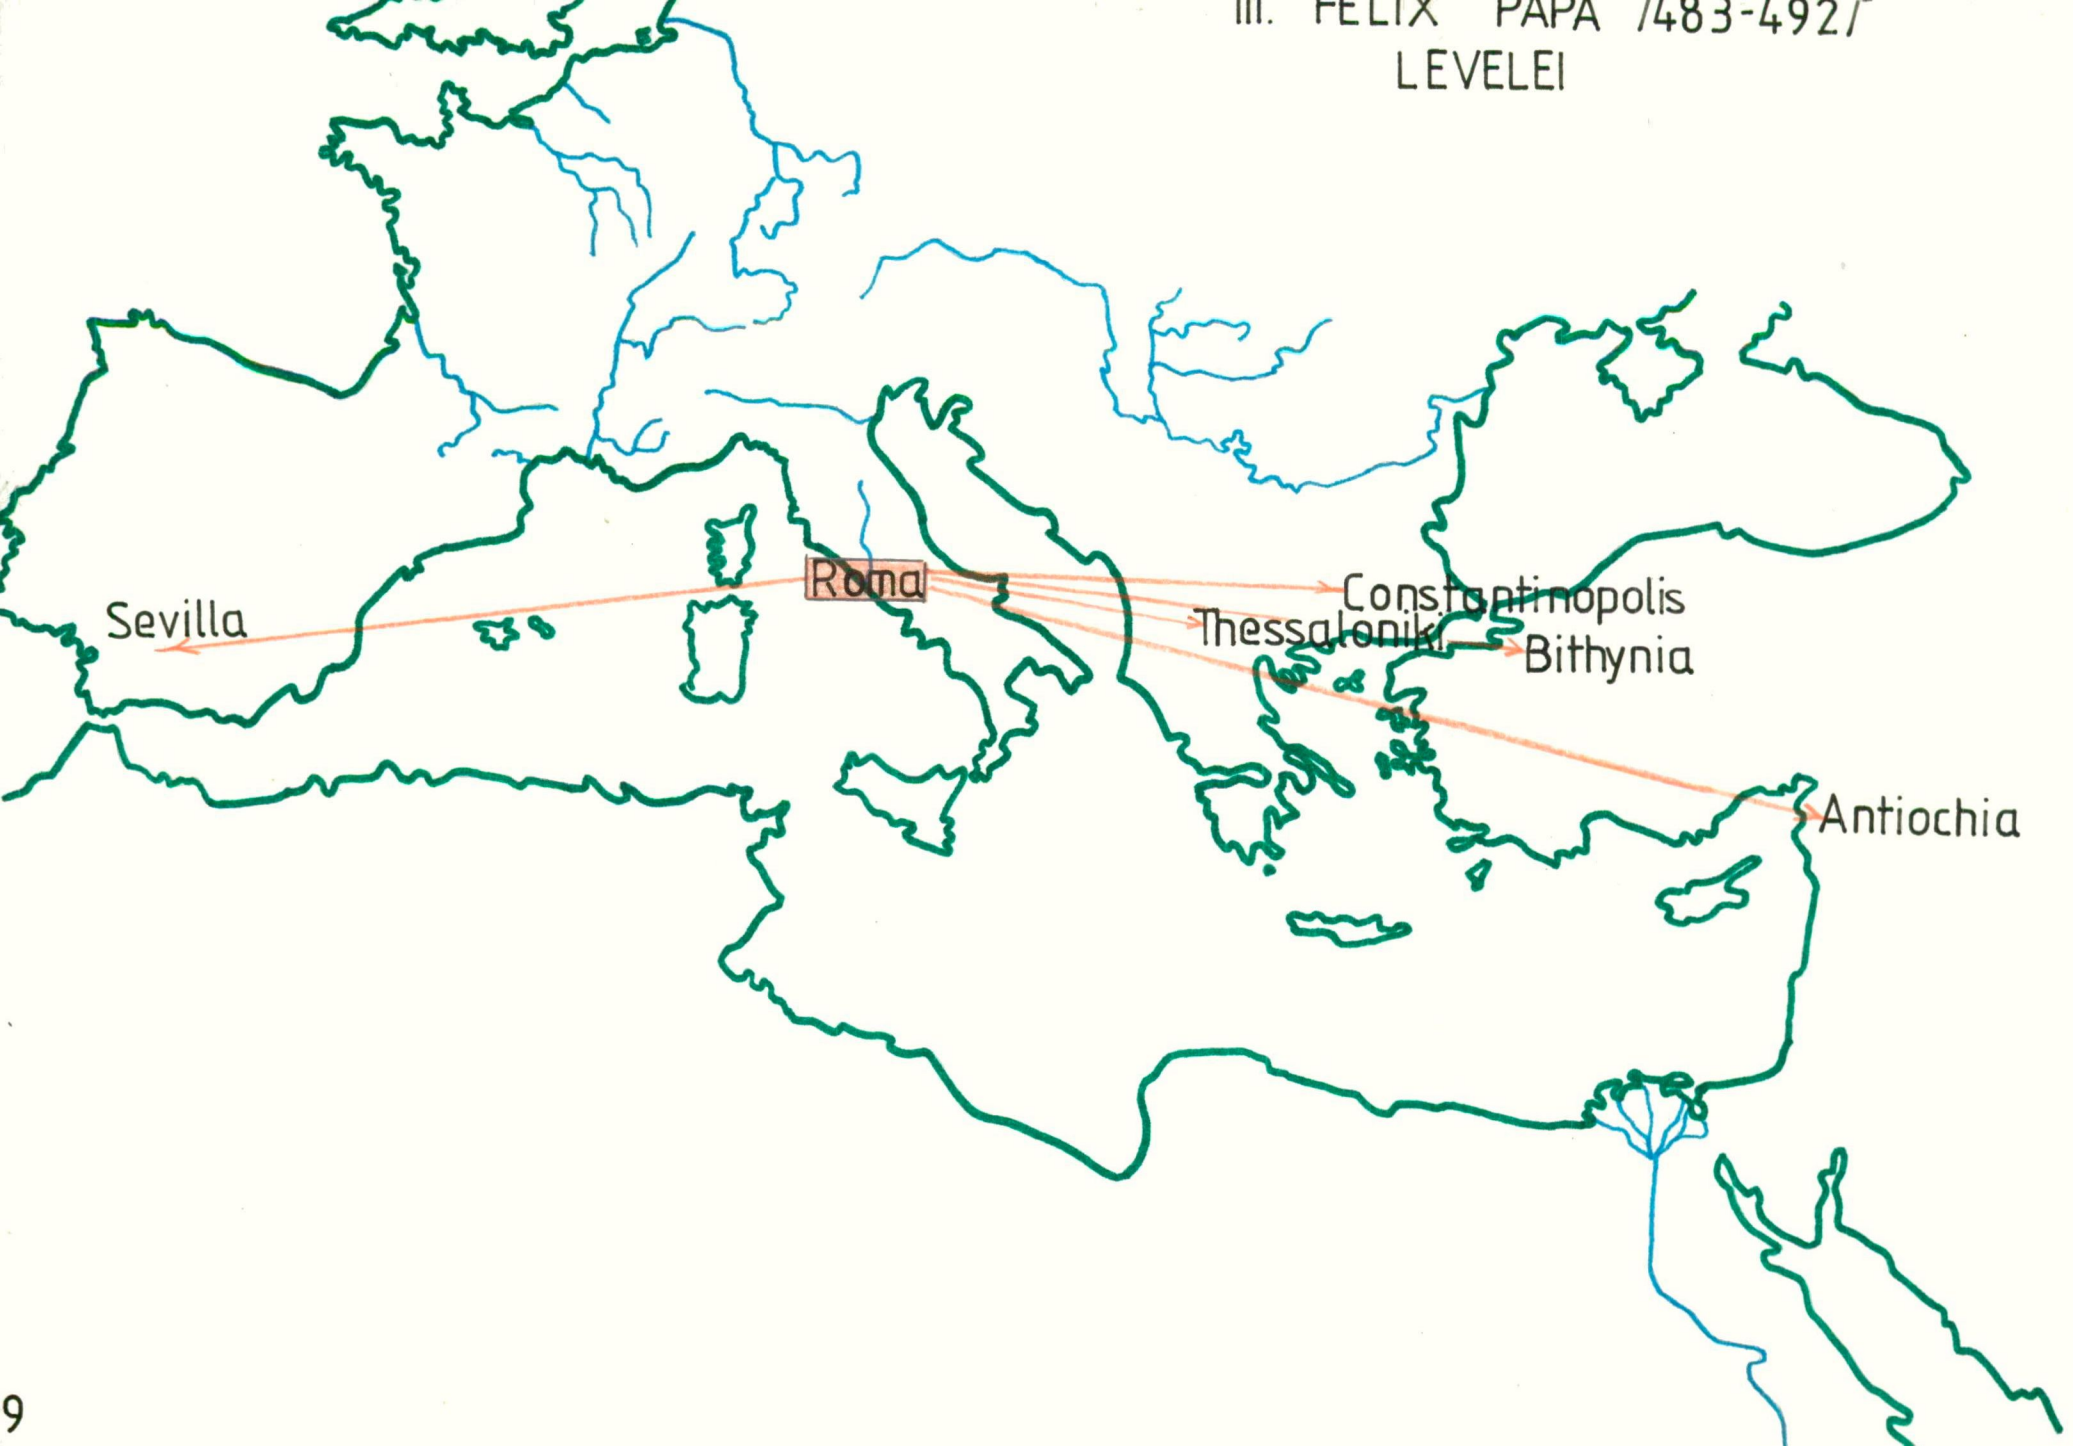 III. FELIX PAPA /483-492/
LEVELEI
Roma
Constantinopolis
Sevilla
Thessaloniki
Bithynia
Antiochia
9